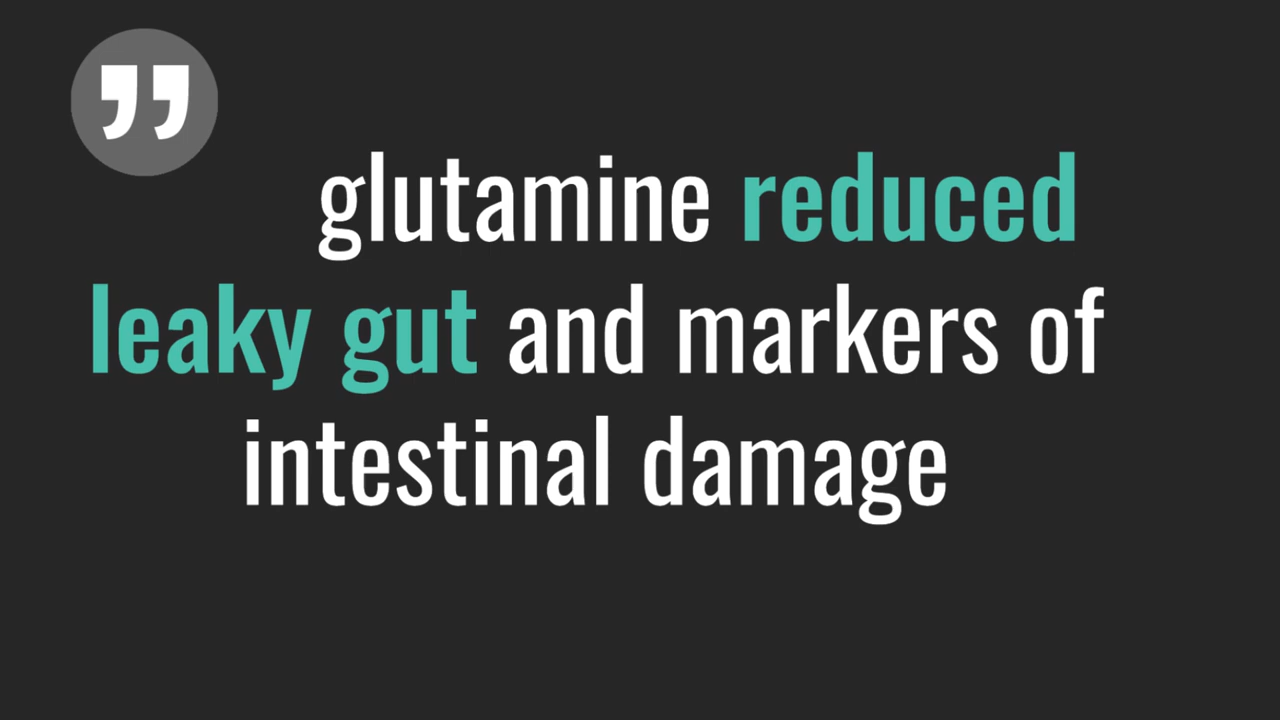 ”
glutamine reduced
leaky gut and markers of
intestinal damage